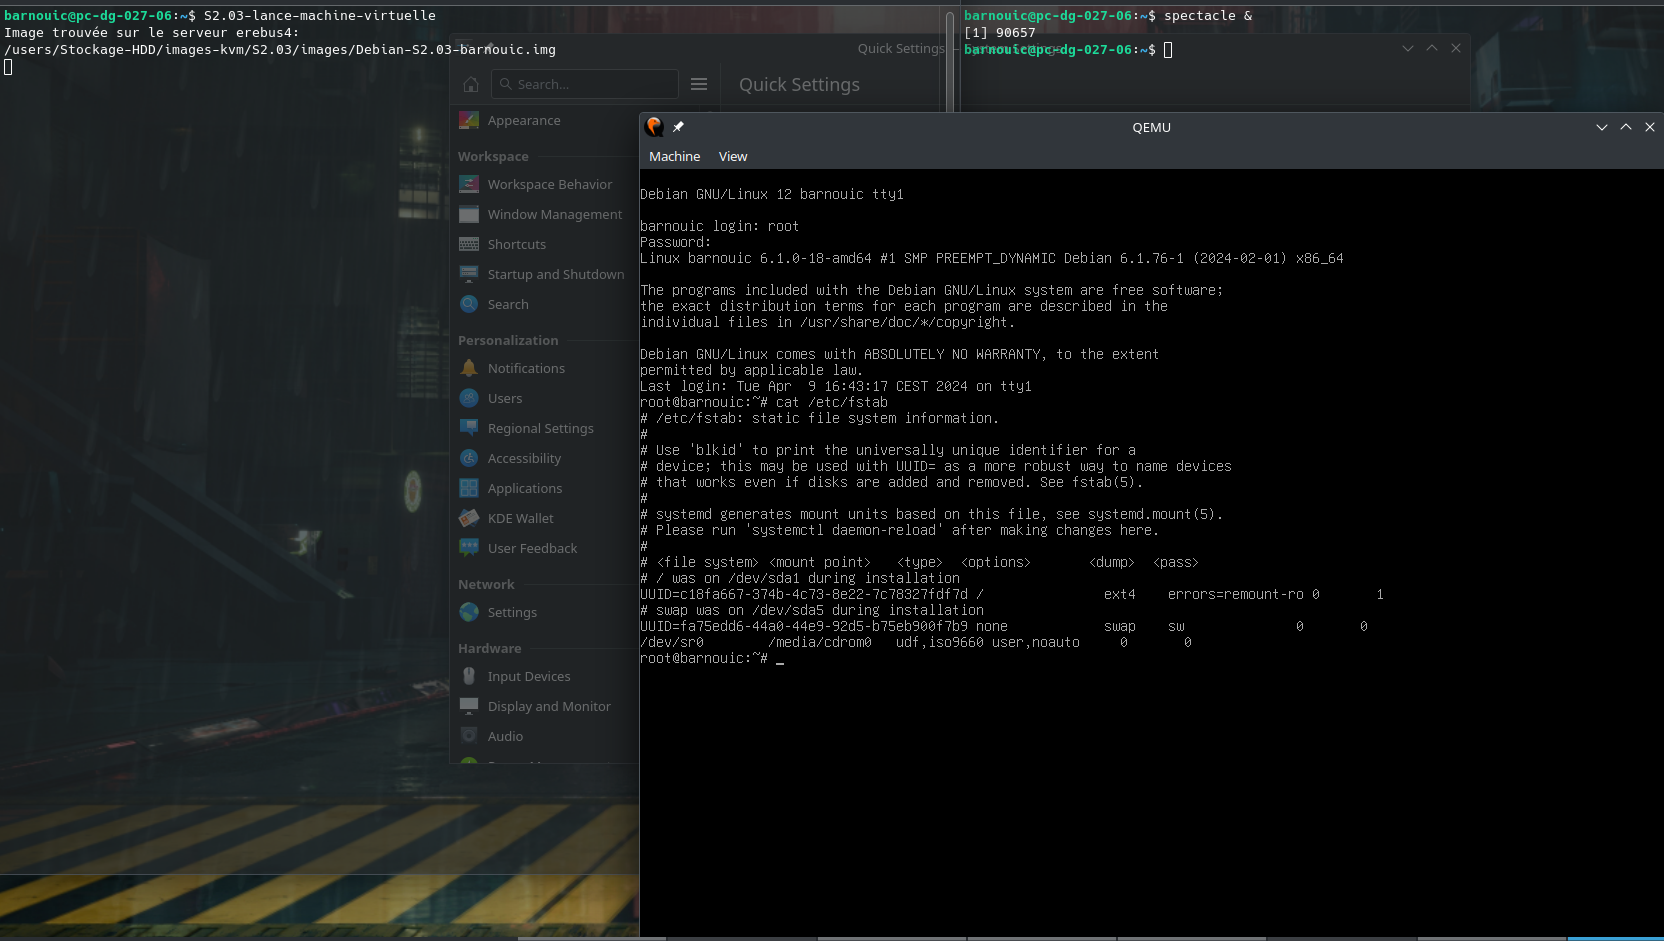 barnouic@pc-dg-027-06:~$ S2.03-lance-machine-virtuelle
Image trouvée sur le serveur erebus4:
/users/Stockage-HDD/images-kvm/S2.03/images/Debian-S2.03-barnouic.img
barnouic@pc-dg-027-06:~$ spectacle &
[1] 90657
barnouic@pc-dg-027-06:~$
Quick Settings
Search...
Quick Settings
Appearance
Workspace
Workspace Behavior
Window Management
Shortcuts
Startup and Shutdown
Search
Personalization
Notifications
Users
Regional Settings
Accessibility
Applications
KDE Wallet
User Feedback
Network
Settings
Hardware
Input Devices
Display and Monitor
Audio
QEMU
Machine View
Debian GNU/Linux 12 barnouic tty1
barnouic login: root
Password:
Linux barnouic 6.1.0-18-amd64 #1 SMP PREEMPT_DYNAMIC Debian 6.1.76-1 (2024-02-01) x86_64
The programs included with the Debian GNU/Linux system are free software;
the exact distribution terms for each program are described in the
individual files in /usr/share/doc/*/copyright.
Debian GNU/Linux comes with ABSOLUTELY NO WARRANTY, to the extent
permitted by applicable law.
Last login: Tue Apr  9 16:43:17 CEST 2024 on tty1
root@barnouic:~# cat /etc/fstab
# /etc/fstab: static file system information.
#
# Use 'blkid' to print the universally unique identifier for a
# device; this may be used with UUID= as a more robust way to name devices
# that works even if disks are added and removed. See fstab(5).
#
# systemd generates mount units based on this file, see systemd.mount(5).
# Please run 'systemctl daemon-reload' after making changes here.
#
# <file system> <mount point>   <type>  <options>       <dump>  <pass>
# / was on /dev/sda1 during installation
UUID=c18fa667-374b-4c73-8e22-7c78327fdf7d /               ext4    errors=remount-ro 0       1
# swap was on /dev/sda5 during installation
UUID=fa75edd6-44a0-44e9-92d5-b75eb900f7b9 none            swap    sw              0       0
/dev/sr0        /media/cdrom0   udf,iso9660 user,noauto     0       0
root@barnouic:~# _